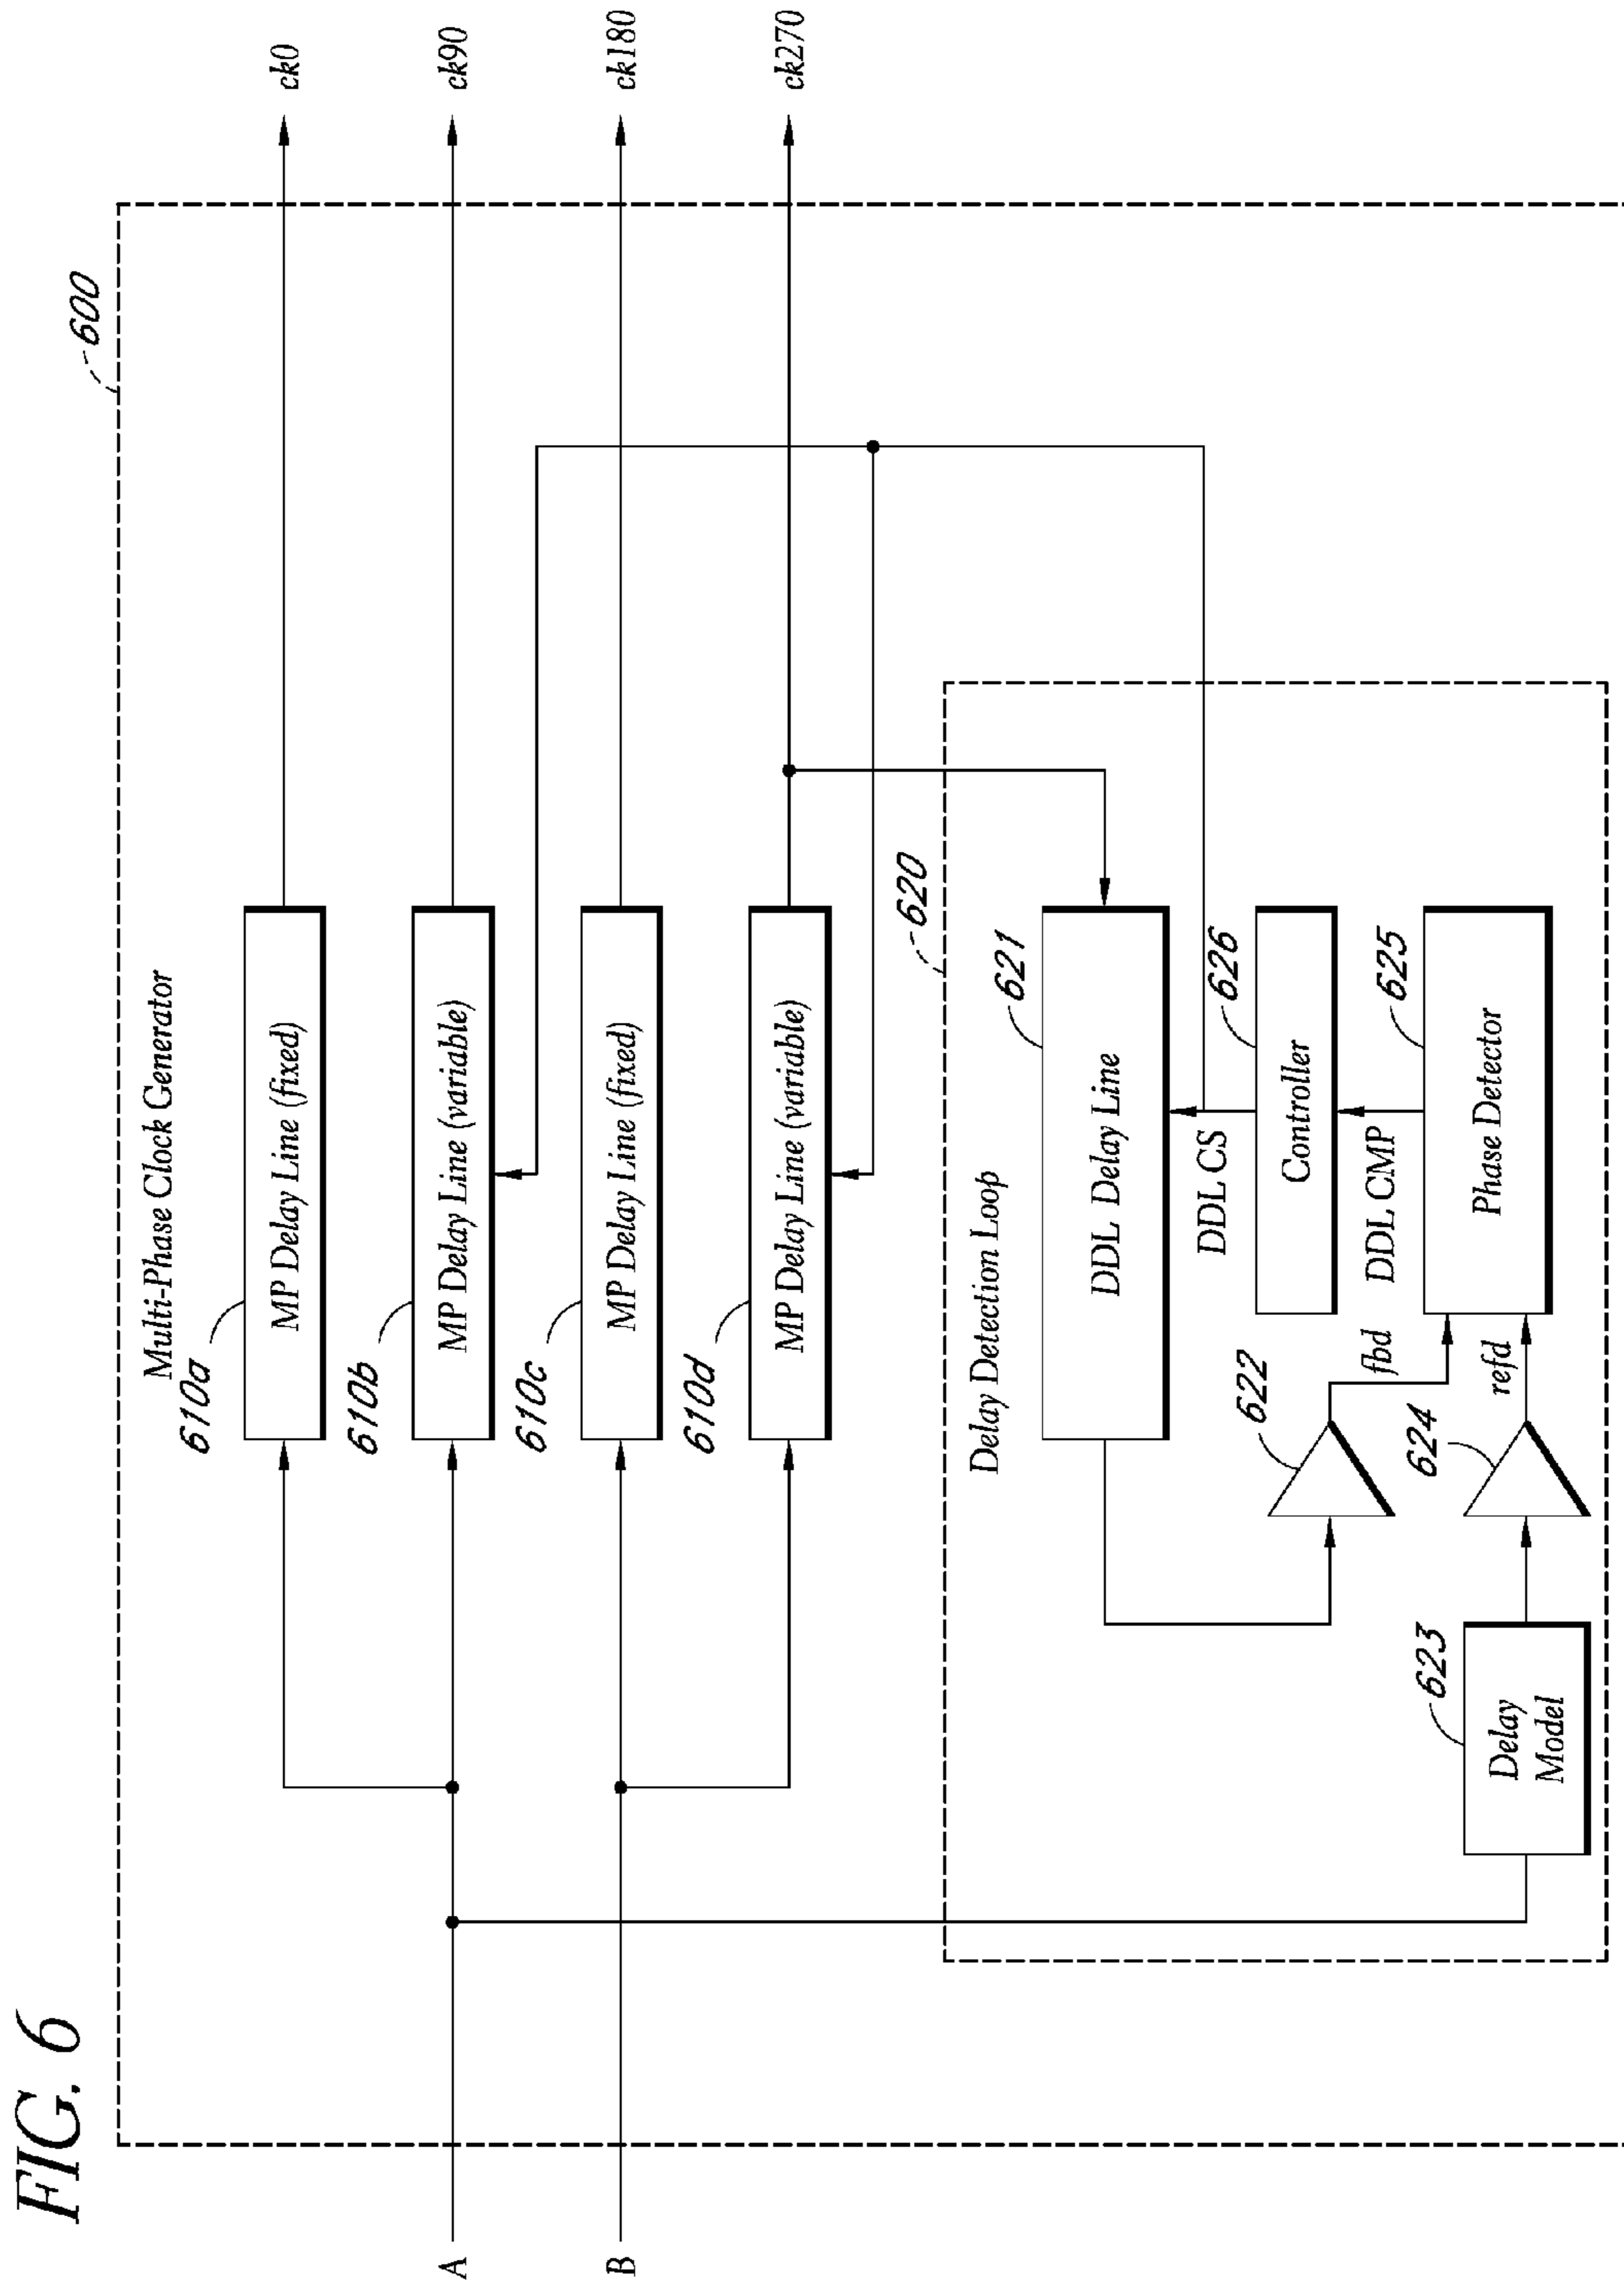 FIG. 6
600
Multi-Phase Clock Generator
610a
MP Delay Line (fixed)
ck0
610b
MP Delay Line (variable)
ck90
A
610c
MP Delay Line (fixed)
ck180
B
610d
MP Delay Line (variable)
ck270
620
Delay Detection Loop
621
DDL Delay Line
DDL CS
626
Controller
622
fbd
DDL CMP
625
Phase Detector
refd
624
623
Delay
Model